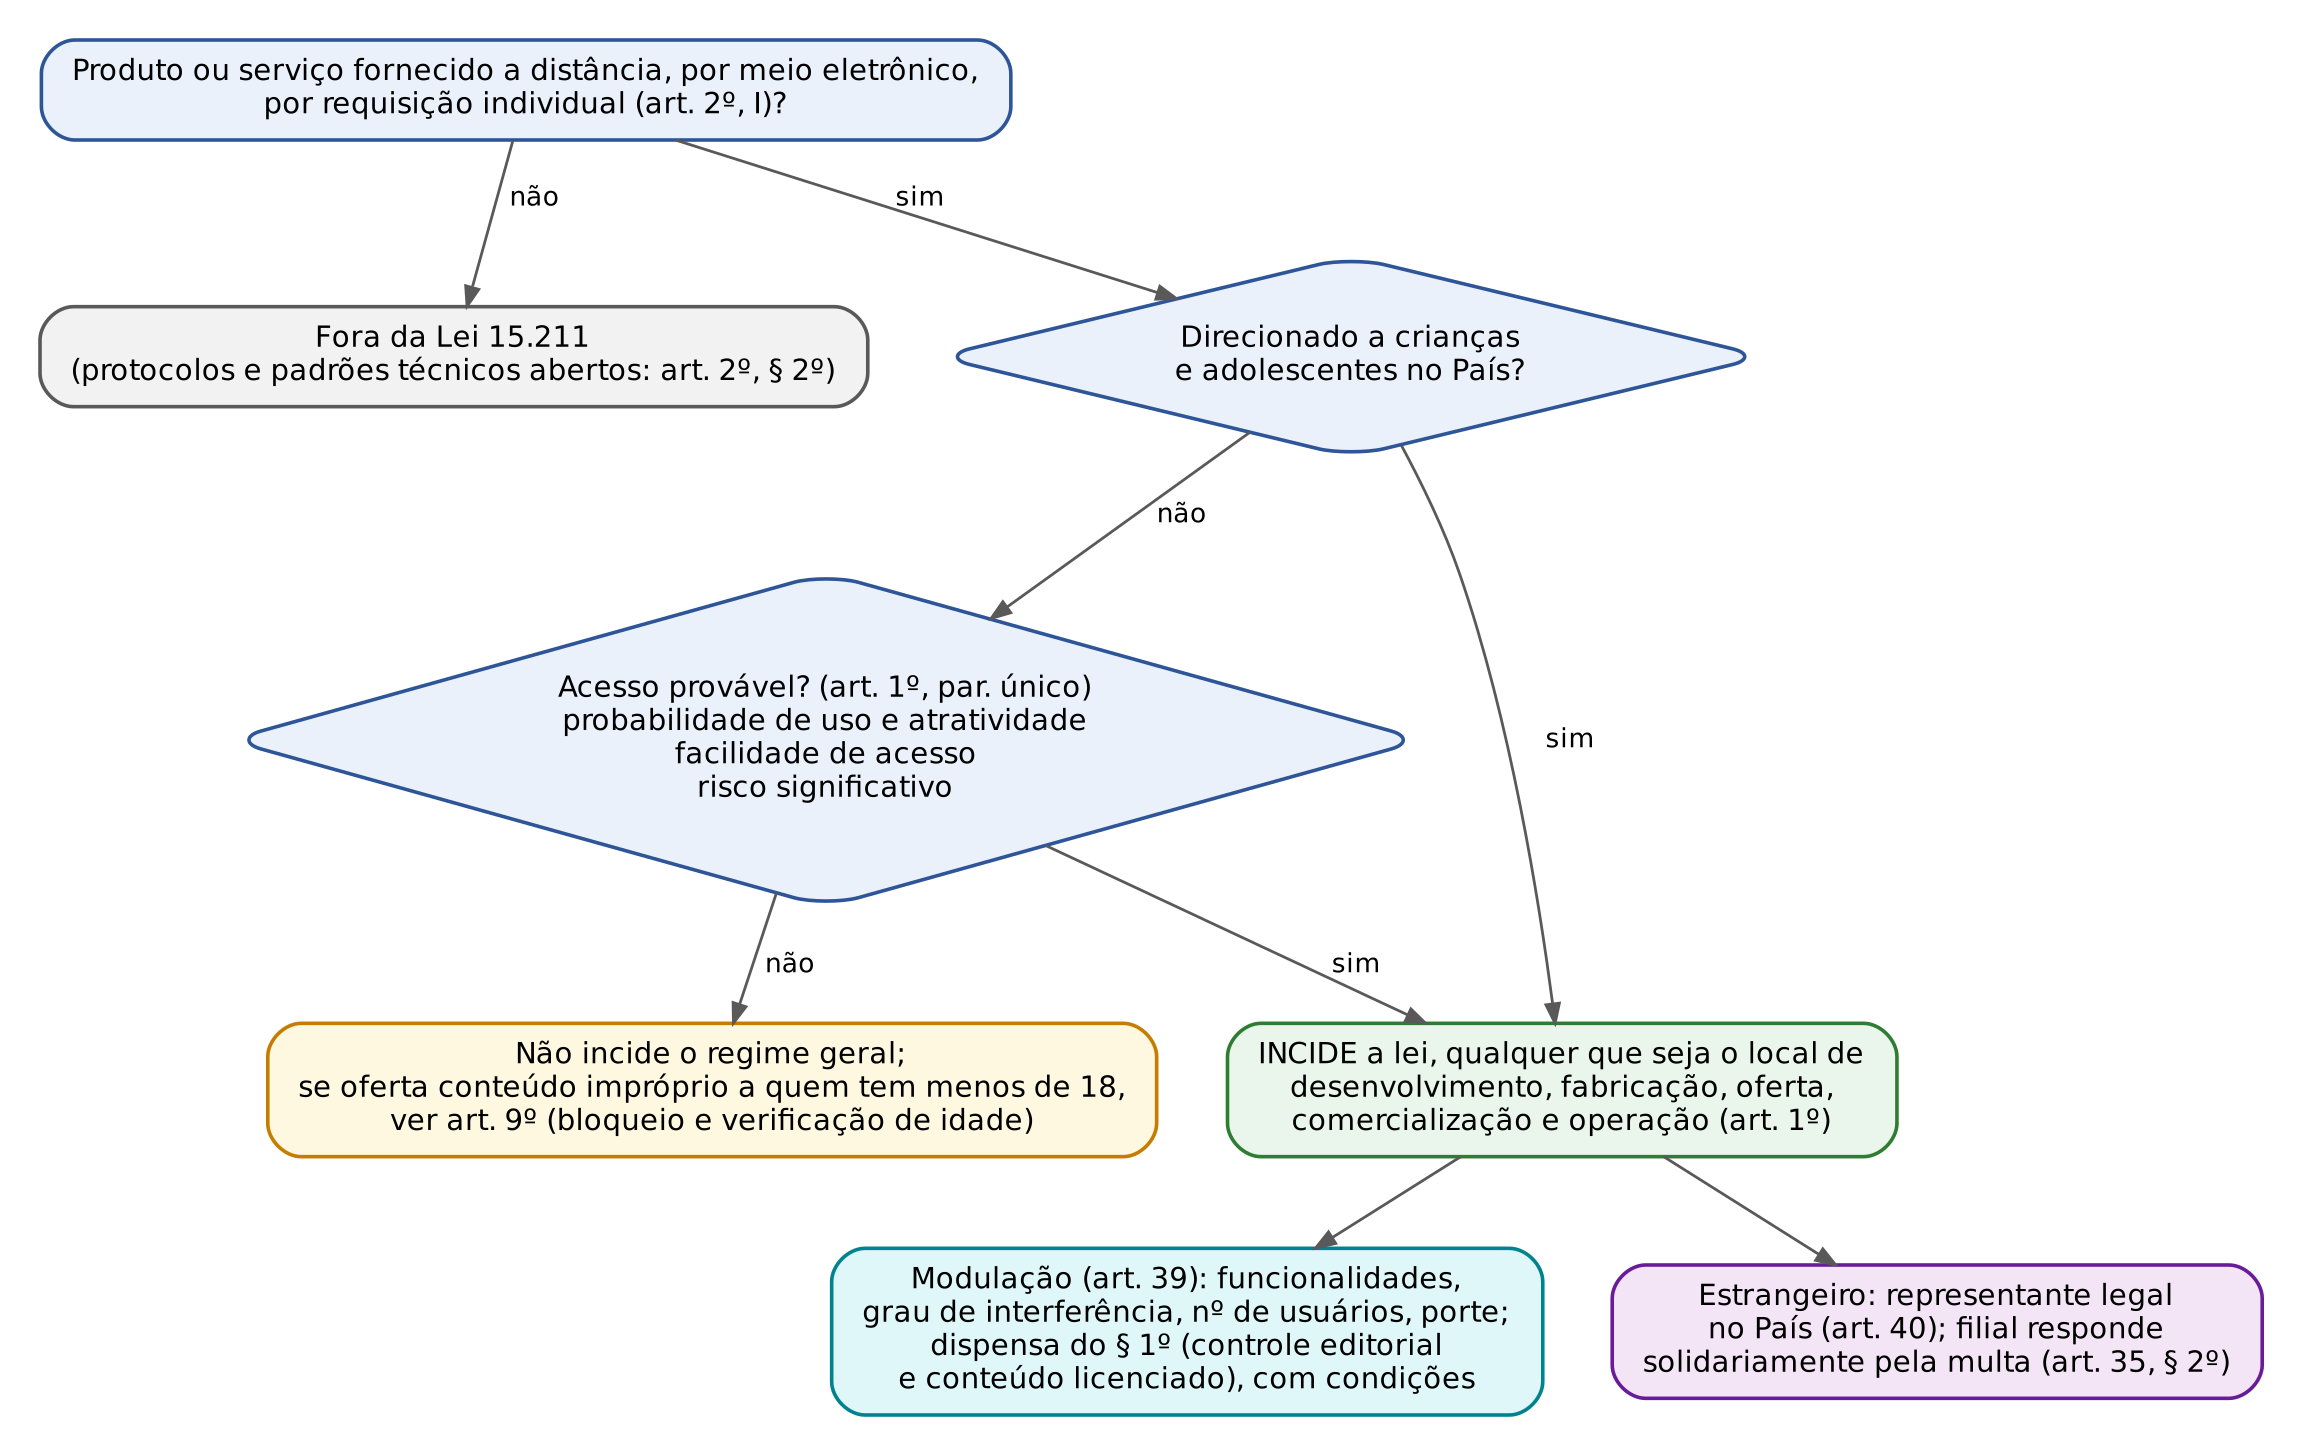 Produto ou serviço fornecido a distância, por meio eletrônico,
por requisição individual (art. 2º, I)?
não
sim
Fora da Lei 15.211
(protocolos e padrões técnicos abertos: art. 2º, § 2º)
Direcionado a crianças
e adolescentes no País?
não
sim
Acesso provável? (art. 1º, par. único)
probabilidade de uso e atratividade
facilidade de acesso
risco significativo
não
sim
Não incide o regime geral;
se oferta conteúdo impróprio a quem tem menos de 18,
ver art. 9º (bloqueio e verificação de idade)
INCIDE a lei, qualquer que seja o local de
desenvolvimento, fabricação, oferta,
comercialização e operação (art. 1º)
Modulação (art. 39): funcionalidades,
grau de interferência, nº de usuários, porte;
dispensa do § 1º (controle editorial
e conteúdo licenciado), com condições
Estrangeiro: representante legal
no País (art. 40); filial responde
solidariamente pela multa (art. 35, § 2º)